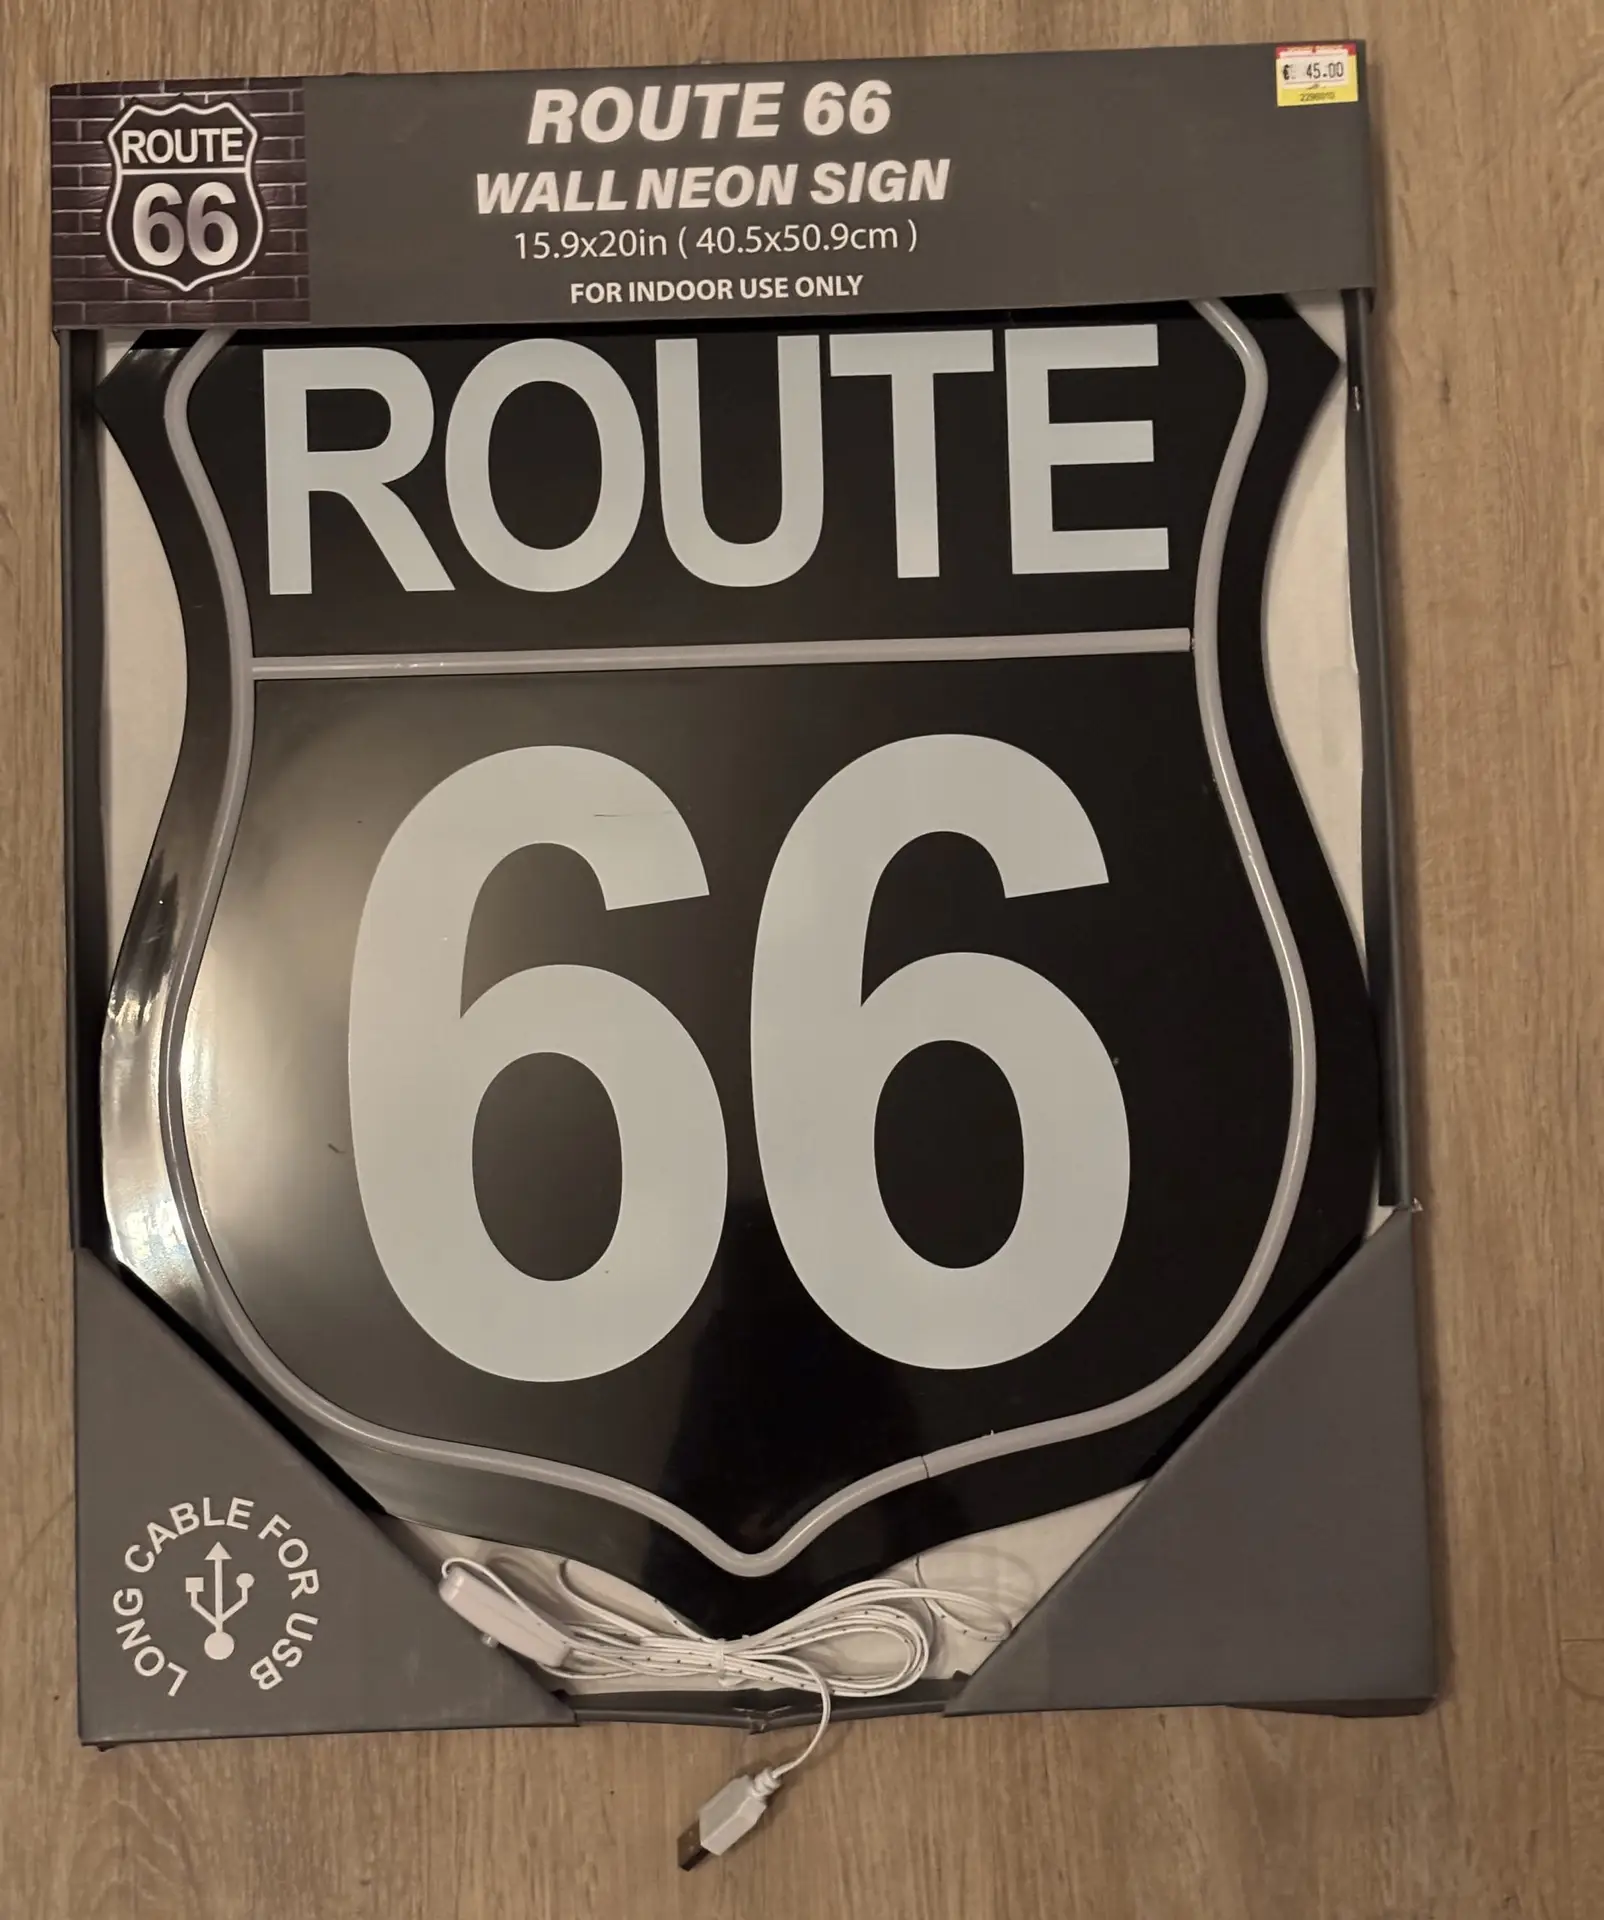 ROUTE 66
WALL NEON SIGN
15.9x20in ( 40.5x50.9cm )
FOR INDOOR USE ONLY
€ 45.00
ROUTE
66
ROUTE
66
LONG CABLE FOR USB